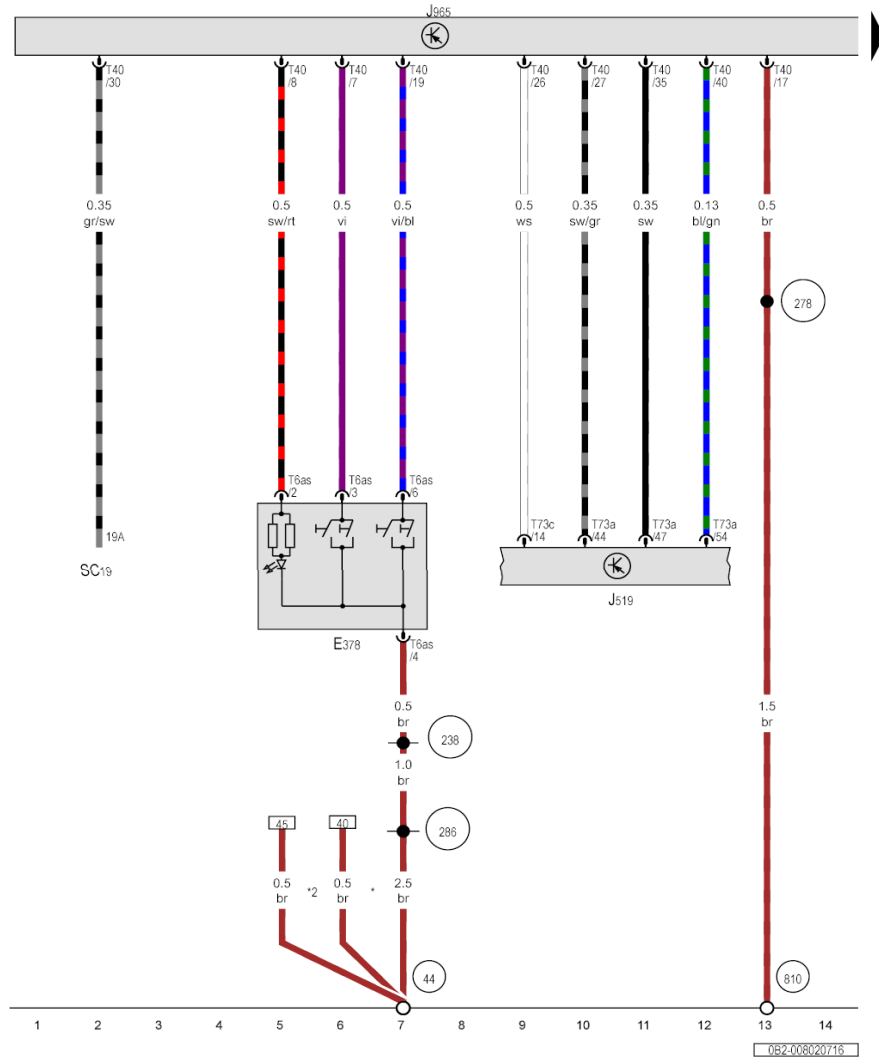 J965
T40 T40 T40 T40 T40 T40 T40 T40 T40
/30 /8 /7 /19 /26 /27 /35 /40 /17
0.35 0.5 0.5 0.5 0.5 0.35 0.35 0.13 0.5
gr/sw sw/rt vi vi/bl ws sw/gr sw bl/gn br
278
T6as T6as T6as
/2 /3 /6
T73c T73a T73a T73a
/14 /44 /47 /54
19A
SC19
J519
E378
T6as
/4
0.5 1.5
br br
238
1.0
br
45 40 286
0.5 *2 0.5 * 2.5
br br br
44 810
1 2 3 4 5 6 7 8 9 10 11 12 13 14
0B2-008020716